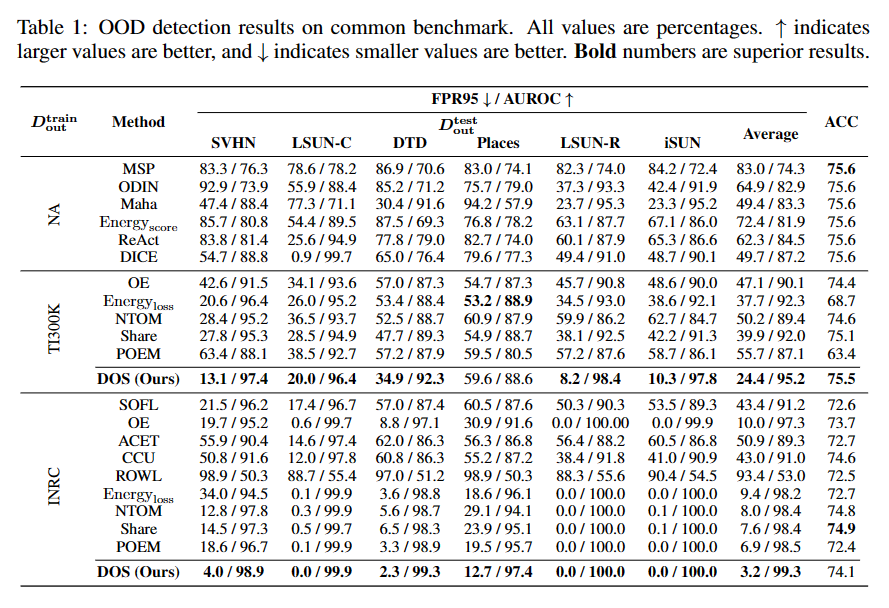 Table 1: OOD detection results on common benchmark. All values are percentages. ↑ indicates
larger values are better, and ↓ indicates smaller values are better. Bold numbers are superior results.
FPR95 ↓ / AUROC ↑
D_out^train Method D_out^test ACC
SVHN LSUN-C DTD Places LSUN-R iSUN Average
NA
MSP 83.3 / 76.3 78.6 / 78.2 86.9 / 70.6 83.0 / 74.1 82.3 / 74.0 84.2 / 72.4 83.0 / 74.3 75.6
ODIN 92.9 / 73.9 55.9 / 88.4 85.2 / 71.2 75.7 / 79.0 37.3 / 93.3 42.4 / 91.9 64.9 / 82.9 75.6
Maha 47.4 / 88.4 77.3 / 71.1 30.4 / 91.6 94.2 / 57.9 23.7 / 95.3 23.3 / 95.2 49.4 / 83.3 75.6
Energy_score 85.7 / 80.8 54.4 / 89.5 87.5 / 69.3 76.8 / 78.2 63.1 / 87.7 67.1 / 86.0 72.4 / 81.9 75.6
ReAct 83.8 / 81.4 25.6 / 94.9 77.8 / 79.0 82.7 / 74.0 60.1 / 87.9 65.3 / 86.6 62.3 / 84.5 75.6
DICE 54.7 / 88.8 0.9 / 99.7 65.0 / 76.4 79.6 / 77.3 49.4 / 91.0 48.7 / 90.1 49.7 / 87.2 75.6
TI300K
OE 42.6 / 91.5 34.1 / 93.6 57.0 / 87.3 54.7 / 87.3 45.7 / 90.8 48.6 / 90.0 47.1 / 90.1 74.4
Energy_loss 20.6 / 96.4 26.0 / 95.2 53.4 / 88.4 53.2 / 88.9 34.5 / 93.0 38.6 / 92.1 37.7 / 92.3 68.7
NTOM 28.4 / 95.2 36.5 / 93.7 52.5 / 88.7 60.9 / 87.9 59.9 / 86.2 62.7 / 84.7 50.2 / 89.4 74.6
Share 27.8 / 95.3 28.5 / 94.9 47.7 / 89.3 54.9 / 88.7 38.1 / 92.5 42.2 / 91.3 39.9 / 92.0 75.1
POEM 63.4 / 88.1 38.5 / 92.7 57.2 / 87.9 59.5 / 80.5 57.2 / 87.6 58.7 / 86.1 55.7 / 87.1 63.4
DOS (Ours) 13.1 / 97.4 20.0 / 96.4 34.9 / 92.3 59.6 / 88.6 8.2 / 98.4 10.3 / 97.8 24.4 / 95.2 75.5
INRC
SOFL 21.5 / 96.2 17.4 / 96.7 57.0 / 87.4 60.5 / 87.6 50.3 / 90.3 53.5 / 89.3 43.4 / 91.2 72.6
OE 19.7 / 95.2 0.6 / 99.7 8.8 / 97.1 30.9 / 91.6 0.0 / 100.00 0.0 / 99.9 10.0 / 97.3 73.7
ACET 55.9 / 90.4 14.6 / 97.4 62.0 / 86.3 56.3 / 86.8 56.4 / 88.2 60.5 / 86.8 50.9 / 89.3 72.7
CCU 50.8 / 91.6 12.0 / 97.8 60.8 / 86.3 55.2 / 87.2 38.4 / 91.8 41.0 / 90.9 43.0 / 91.0 74.6
ROWL 98.9 / 50.3 88.7 / 55.4 97.0 / 51.2 98.9 / 50.3 88.3 / 55.6 90.4 / 54.5 93.4 / 53.0 72.5
Energy_loss 34.0 / 94.5 0.1 / 99.9 3.6 / 98.8 18.6 / 96.1 0.0 / 100.0 0.0 / 100.0 9.4 / 98.2 72.7
NTOM 12.8 / 97.8 0.3 / 99.9 5.6 / 98.7 29.1 / 94.1 0.0 / 100.0 0.1 / 100.0 8.0 / 98.4 74.8
Share 14.5 / 97.3 0.5 / 99.7 6.5 / 98.3 23.9 / 95.1 0.0 / 100.0 0.1 / 100.0 7.6 / 98.4 74.9
POEM 18.6 / 96.7 0.1 / 99.9 3.3 / 98.9 19.5 / 95.7 0.0 / 100.0 0.0 / 100.0 6.9 / 98.5 72.4
DOS (Ours) 4.0 / 98.9 0.0 / 99.9 2.3 / 99.3 12.7 / 97.4 0.0 / 100.0 0.0 / 100.0 3.2 / 99.3 74.1